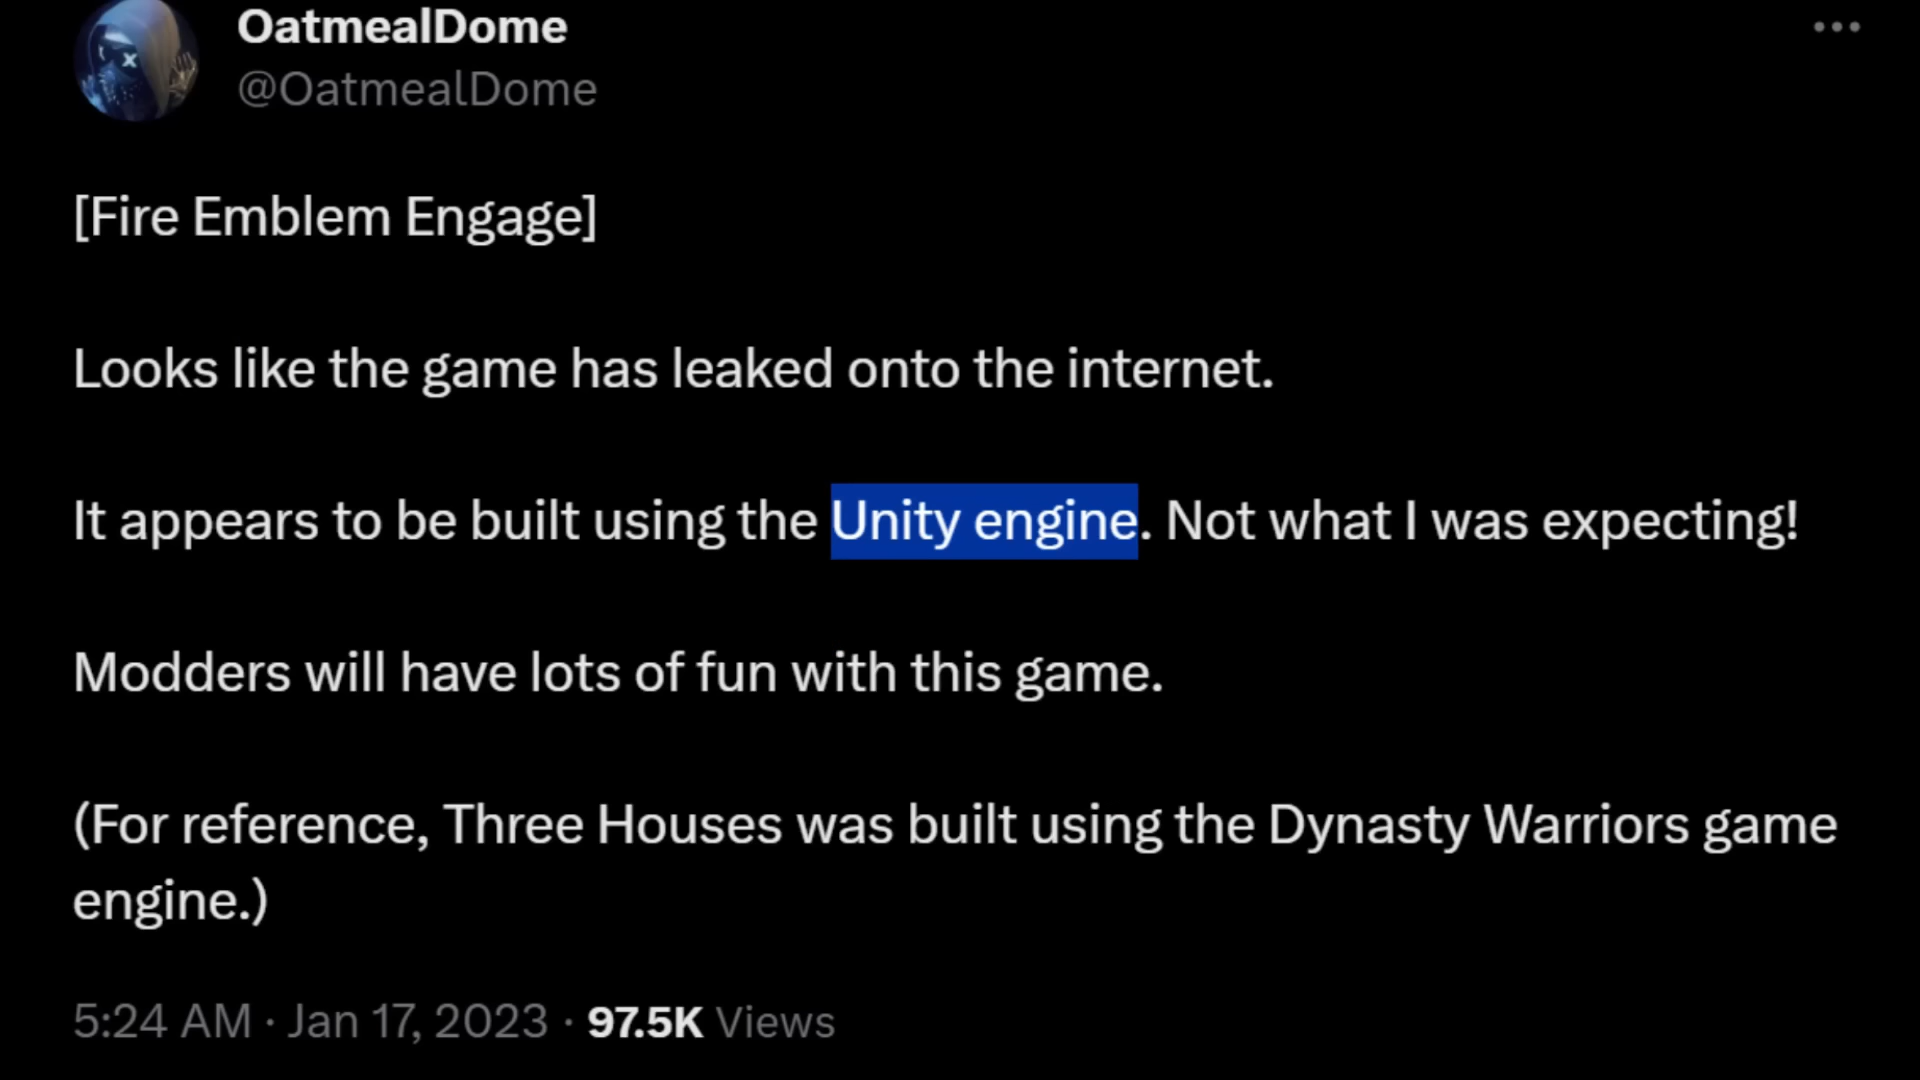 OatmealDome
@OatmealDome
[Fire Emblem Engage]
Looks like the game has leaked onto the internet.
It appears to be built using the Unity engine. Not what I was expecting!
Modders will have lots of fun with this game.
(For reference, Three Houses was built using the Dynasty Warriors game
engine.)
5:24 AM · Jan 17, 2023 · 97.5K Views